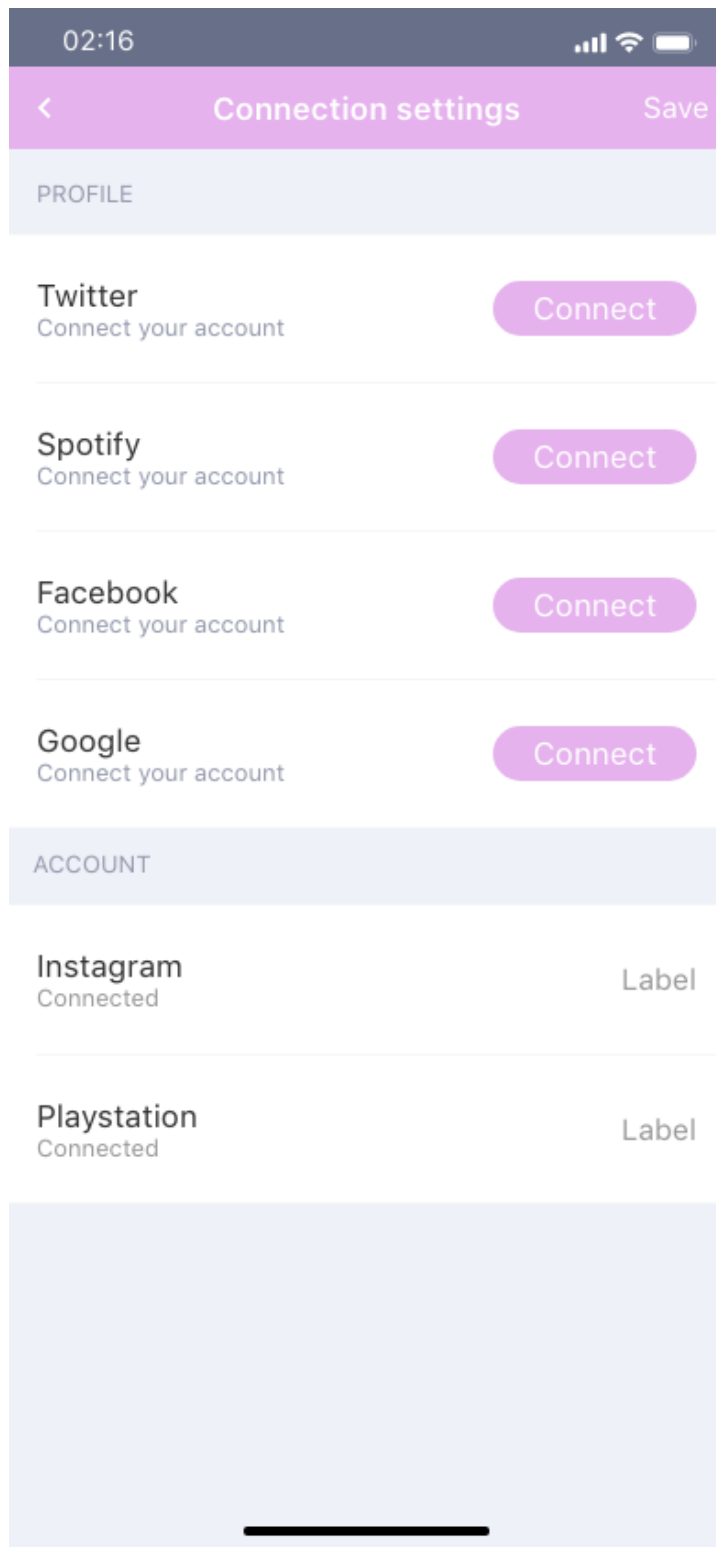 02:16
Connection settings
Save
PROFILE
Twitter
Connect your account
Connect
Spotify
Connect your account
Connect
Facebook
Connect your account
Connect
Google
Connect your account
Connect
ACCOUNT
Instagram
Connected
Label
Playstation
Connected
Label